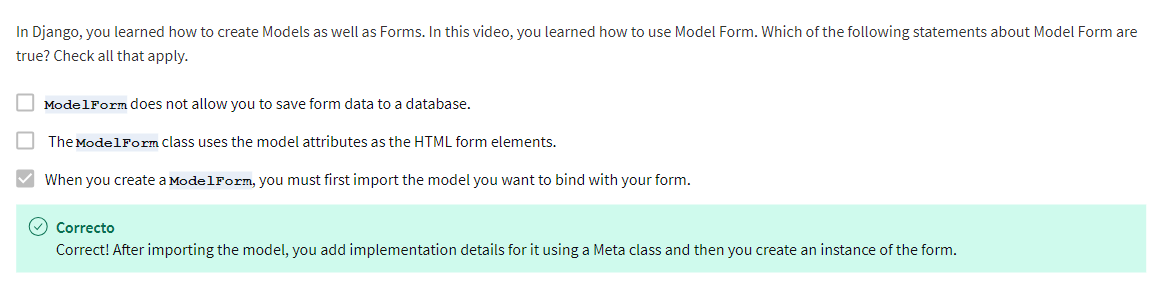 In Django, you learned how to create Models as well as Forms. In this video, you learned how to use Model Form. Which of the following statements about Model Form are
true? Check all that apply.
ModelForm does not allow you to save form data to a database.
The ModelForm class uses the model attributes as the HTML form elements.
When you create a ModelForm, you must first import the model you want to bind with your form.
Correcto
Correct! After importing the model, you add implementation details for it using a Meta class and then you create an instance of the form.